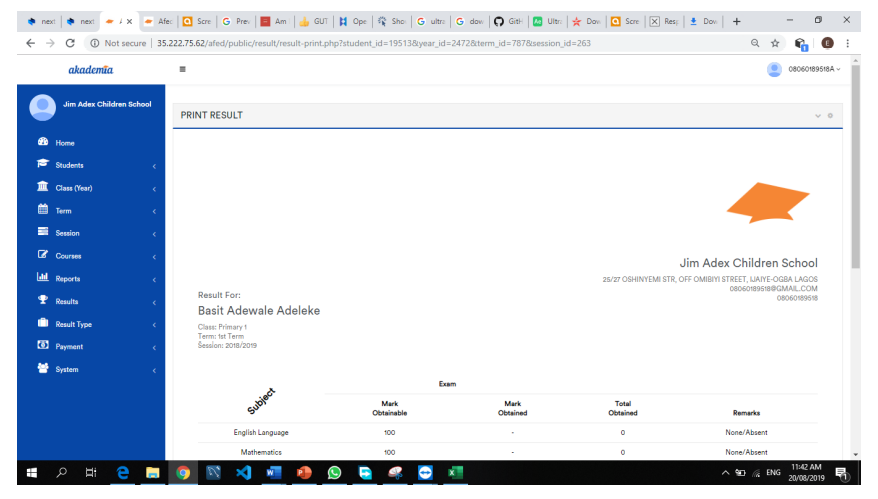 next
next
Afe
Scre
Prev
Am
GUT
Ope
Sho
ultra
dow
GitH
Ultra
Dow
Scre
Resp
Dow
Not secure | 35.222.75.62/afed/public/result/result-print.php?student_id=19513&year_id=2472&term_id=787&session_id=263
akademia
08060189518A
Jim Adex Children School
PRINT RESULT
Home
Students
Class (Year)
Term
Session
Courses
Reports
Results
Result Type
Payment
System
Jim Adex Children School
25/27 OSHINYEMI STR, OFF OMIBIYI STREET, IJAIYE-OGBA LAGOS
08060189518@GMAIL.COM
08060189518
Result For:
Basit Adewale Adeleke
Class: Primary 1
Term: 1st Term
Session: 2018/2019
Exam
Subject Mark Obtainable Mark Obtained Total Obtained Remarks
English Language 100 - 0 None/Absent
Mathematics 100 - 0 None/Absent
ENG 11:42 AM
20/08/2019